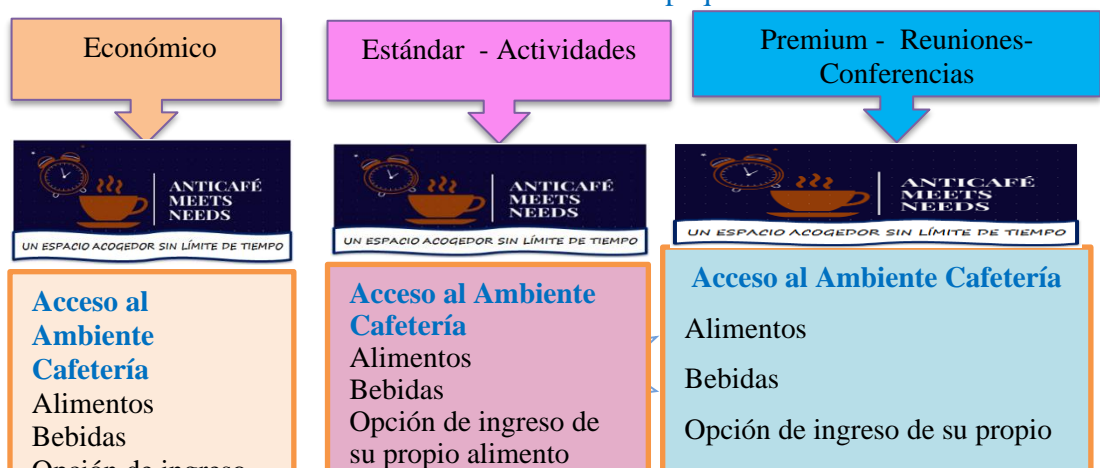 Económico
Estándar - Actividades
Premium - Reuniones-
Conferencias
ANTICAFÉ
MEETS
NEEDS
UN ESPACIO ACOGEDOR SIN LÍMITE DE TIEMPO
ANTICAFÉ
MEETS
NEEDS
UN ESPACIO ACOGEDOR SIN LÍMITE DE TIEMPO
ANTICAFÉ
MEETS
NEEDS
UN ESPACIO ACOGEDOR SIN LÍMITE DE TIEMPO
Acceso al
Ambiente
Cafetería
Alimentos
Bebidas
Opción de ingreso
Acceso al Ambiente
Cafetería
Alimentos
Bebidas
Opción de ingreso de
su propio alimento
Acceso al Ambiente Cafetería
Alimentos
Bebidas
Opción de ingreso de su propio